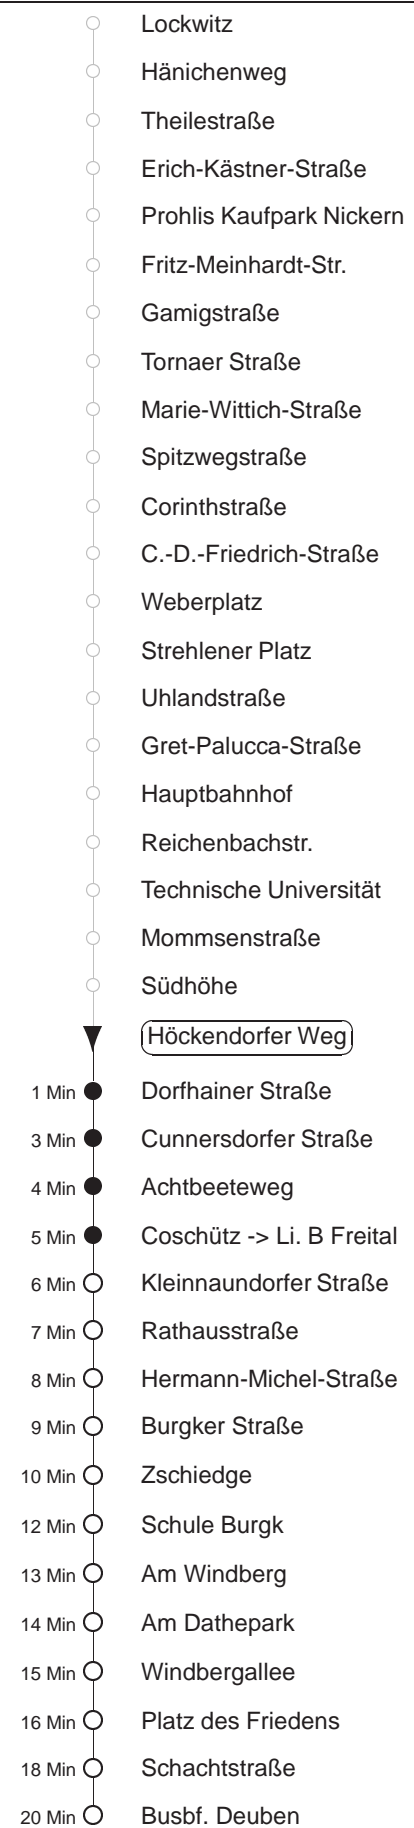 Lockwitz
Hänichenweg
Theilestraße
Erich-Kästner-Straße
Prohlis Kaufpark Nickern
Fritz-Meinhardt-Str.
Gamigstraße
Tornaer Straße
Marie-Wittich-Straße
Spitzwegstraße
Corinthstraße
C.-D.-Friedrich-Straße
Weberplatz
Strehlener Platz
Uhlandstraße
Gret-Palucca-Straße
Hauptbahnhof
Reichenbachstr.
Technische Universität
Mommsenstraße
Südhöhe
Höckendorfer Weg
1 Min Dorfhainer Straße
3 Min Cunnersdorfer Straße
4 Min Achtbeeteweg
5 Min Coschütz -> Li. B Freital
6 Min Kleinnaundorfer Straße
7 Min Rathausstraße
8 Min Hermann-Michel-Straße
9 Min Burgker Straße
10 Min Zschiedge
12 Min Schule Burgk
13 Min Am Windberg
14 Min Am Dathepark
15 Min Windbergallee
16 Min Platz des Friedens
18 Min Schachtstraße
20 Min Busbf. Deuben